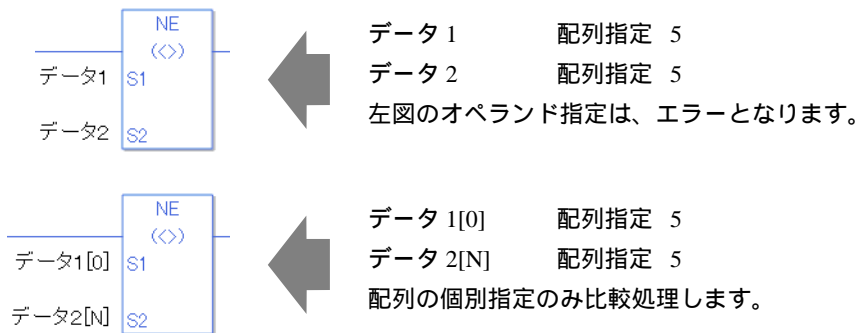 NE
(<>)
データ1 S1
データ2 S2
データ 1 配列指定 5
データ 2 配列指定 5
左図のオペランド指定は、エラーとなります。
NE
(<>)
データ1[0] S1
データ2[N] S2
データ 1[0] 配列指定 5
データ 2[N] 配列指定 5
配列の個別指定のみ比較処理します。